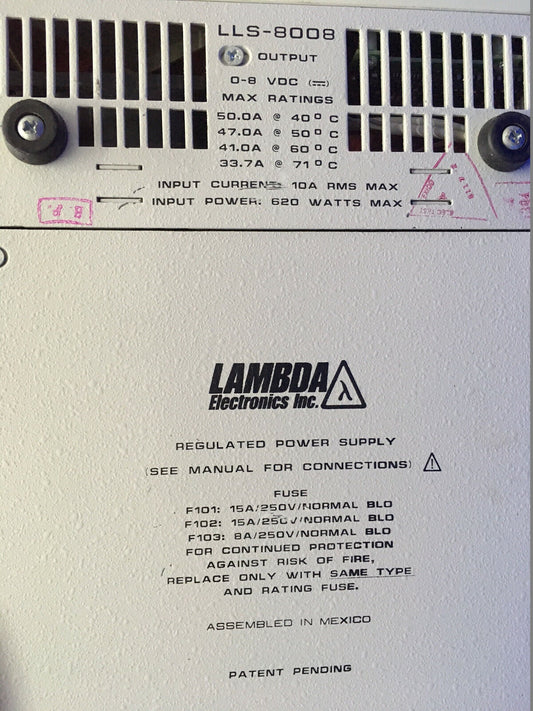 LLS-8008
OUTPUT
0-8 VDC (⎓)
MAX RATINGS
50.0A @ 40° C
47.0A @ 50° C
41.0A @ 60° C
33.7A @ 71° C
INPUT CURRENT: 10A RMS MAX
INPUT POWER: 620 WATTS MAX
LAMBDA
Electronics Inc.
λ
REGULATED POWER SUPPLY
(SEE MANUAL FOR CONNECTIONS) ⚠
FUSE
F101: 15A/250V/NORMAL BLO
F102: 15A/250V/NORMAL BLO
F103: 8A/250V/NORMAL BLO
FOR CONTINUED PROTECTION
AGAINST RISK OF FIRE,
REPLACE ONLY WITH SAME TYPE
AND RATING FUSE.
ASSEMBLED IN MEXICO
PATENT PENDING